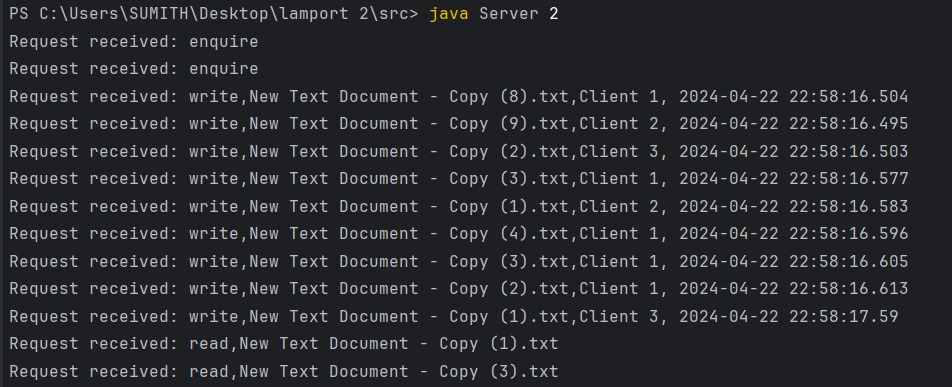 PS C:\Users\SUMITH\Desktop\lamport 2\src> java Server 2
Request received: enquire
Request received: enquire
Request received: write,New Text Document - Copy (8).txt,Client 1, 2024-04-22 22:58:16.504
Request received: write,New Text Document - Copy (9).txt,Client 2, 2024-04-22 22:58:16.495
Request received: write,New Text Document - Copy (2).txt,Client 3, 2024-04-22 22:58:16.503
Request received: write,New Text Document - Copy (3).txt,Client 1, 2024-04-22 22:58:16.577
Request received: write,New Text Document - Copy (1).txt,Client 2, 2024-04-22 22:58:16.583
Request received: write,New Text Document - Copy (4).txt,Client 1, 2024-04-22 22:58:16.596
Request received: write,New Text Document - Copy (3).txt,Client 1, 2024-04-22 22:58:16.605
Request received: write,New Text Document - Copy (2).txt,Client 1, 2024-04-22 22:58:16.613
Request received: write,New Text Document - Copy (1).txt,Client 3, 2024-04-22 22:58:17.59
Request received: read,New Text Document - Copy (1).txt
Request received: read,New Text Document - Copy (3).txt